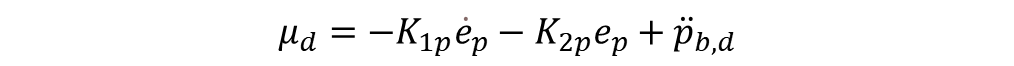 μ_d = −K_{1p}ė_p − K_{2p}e_p + p̈_{b,d}